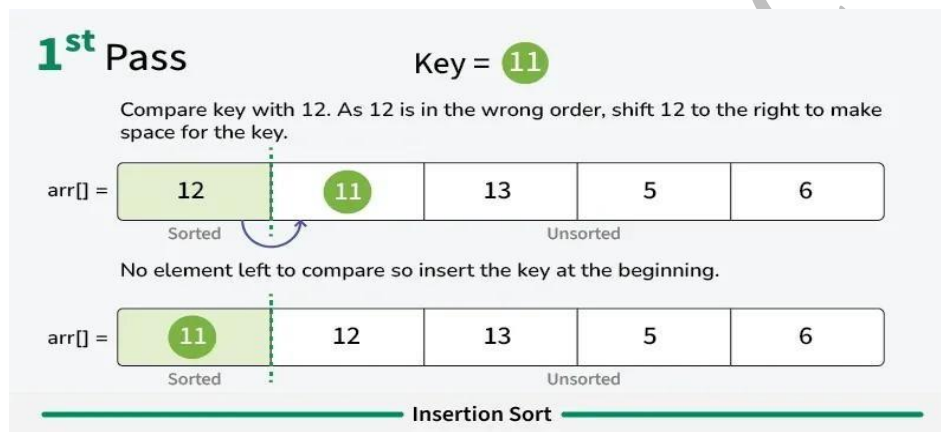 1st Pass
Key = 11
Compare key with 12. As 12 is in the wrong order, shift 12 to the right to make
space for the key.
arr[] = 12 11 13 5 6
Sorted Unsorted
No element left to compare so insert the key at the beginning.
arr[] = 11 12 13 5 6
Sorted Unsorted
Insertion Sort